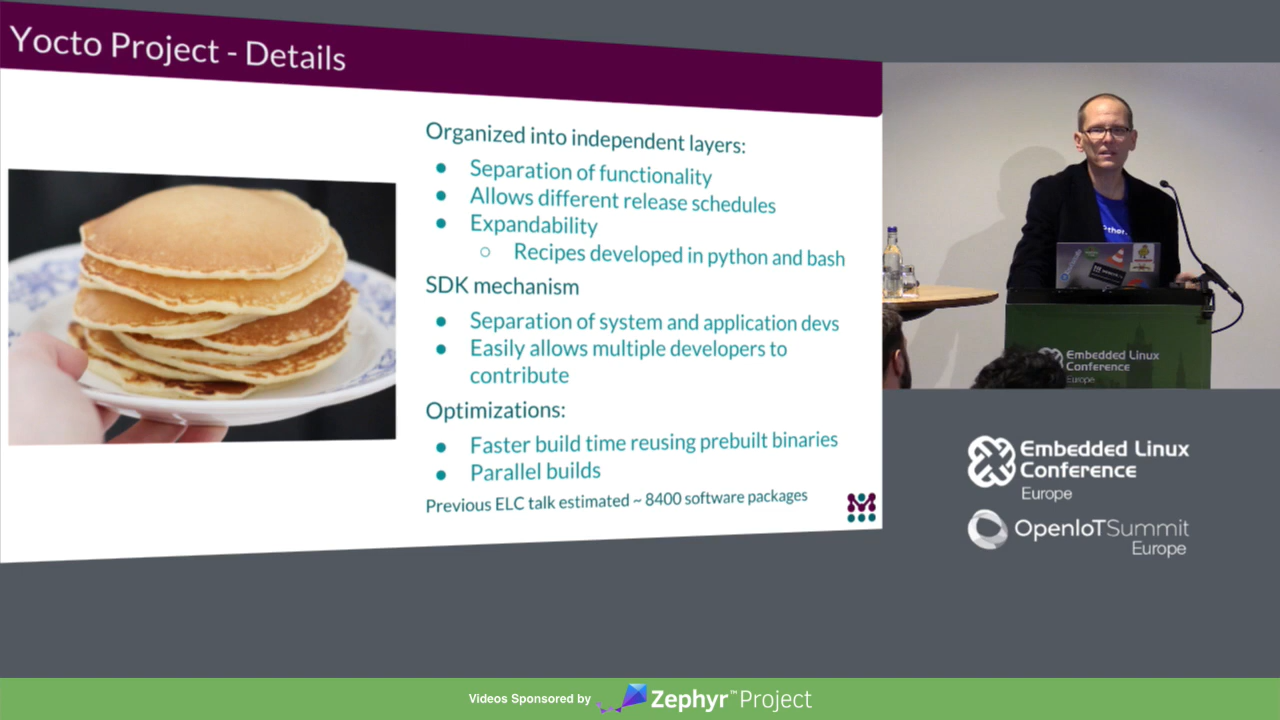 Yocto Project - Details
Organized into independent layers:
● Separation of functionality
● Allows different release schedules
● Expandability
○ Recipes developed in python and bash
SDK mechanism
● Separation of system and application devs
● Easily allows multiple developers to
contribute
Optimizations:
● Faster build time reusing prebuilt binaries
● Parallel builds
Previous ELC talk estimated ~ 8400 software packages
Embedded Linux
Conference
Europe
Embedded Linux
Conference
Europe
OpenIoTSummit
Europe
Videos Sponsored by Zephyr™Project